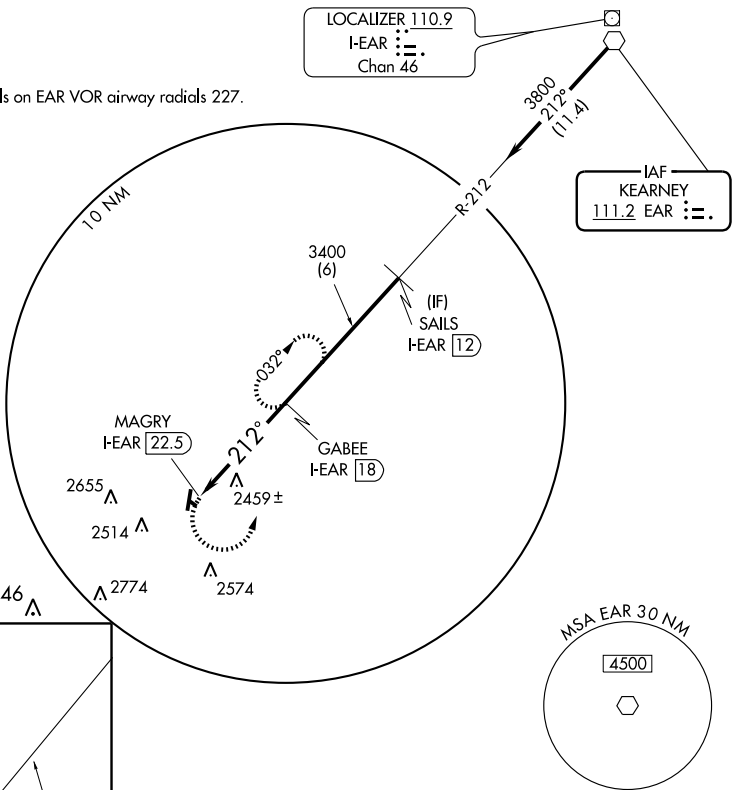 LOCALIZER 110.9
I-EAR
Chan 46
ls on EAR VOR airway radials 227.
3800
212°
(11.4)
IAF
KEARNEY
111.2 EAR
10 NM
R-212
3400
(6)
(IF)
SAILS
I-EAR 12
032°
MAGRY
I-EAR 22.5
212°
GABEE
I-EAR 18
2655
2459±
2514
46
2774
2574
MSA EAR 30 NM
4500